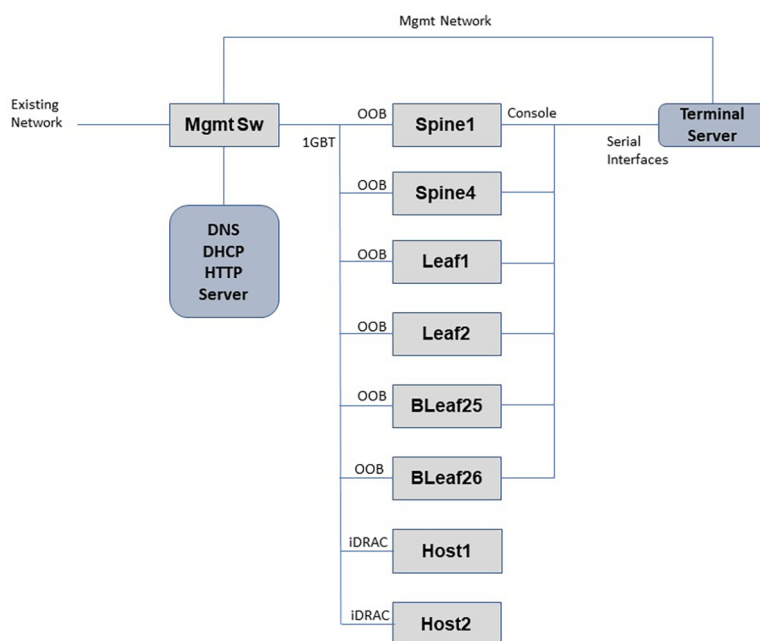 Mgmt Network
Existing
Network
Mgmt Sw
1GBT
OOB
Spine1
Console
Serial
Interfaces
Terminal
Server
DNS
DHCP
HTTP
Server
OOB
Spine4
OOB
Leaf1
OOB
Leaf2
OOB
BLeaf25
OOB
BLeaf26
iDRAC
Host1
iDRAC
Host2